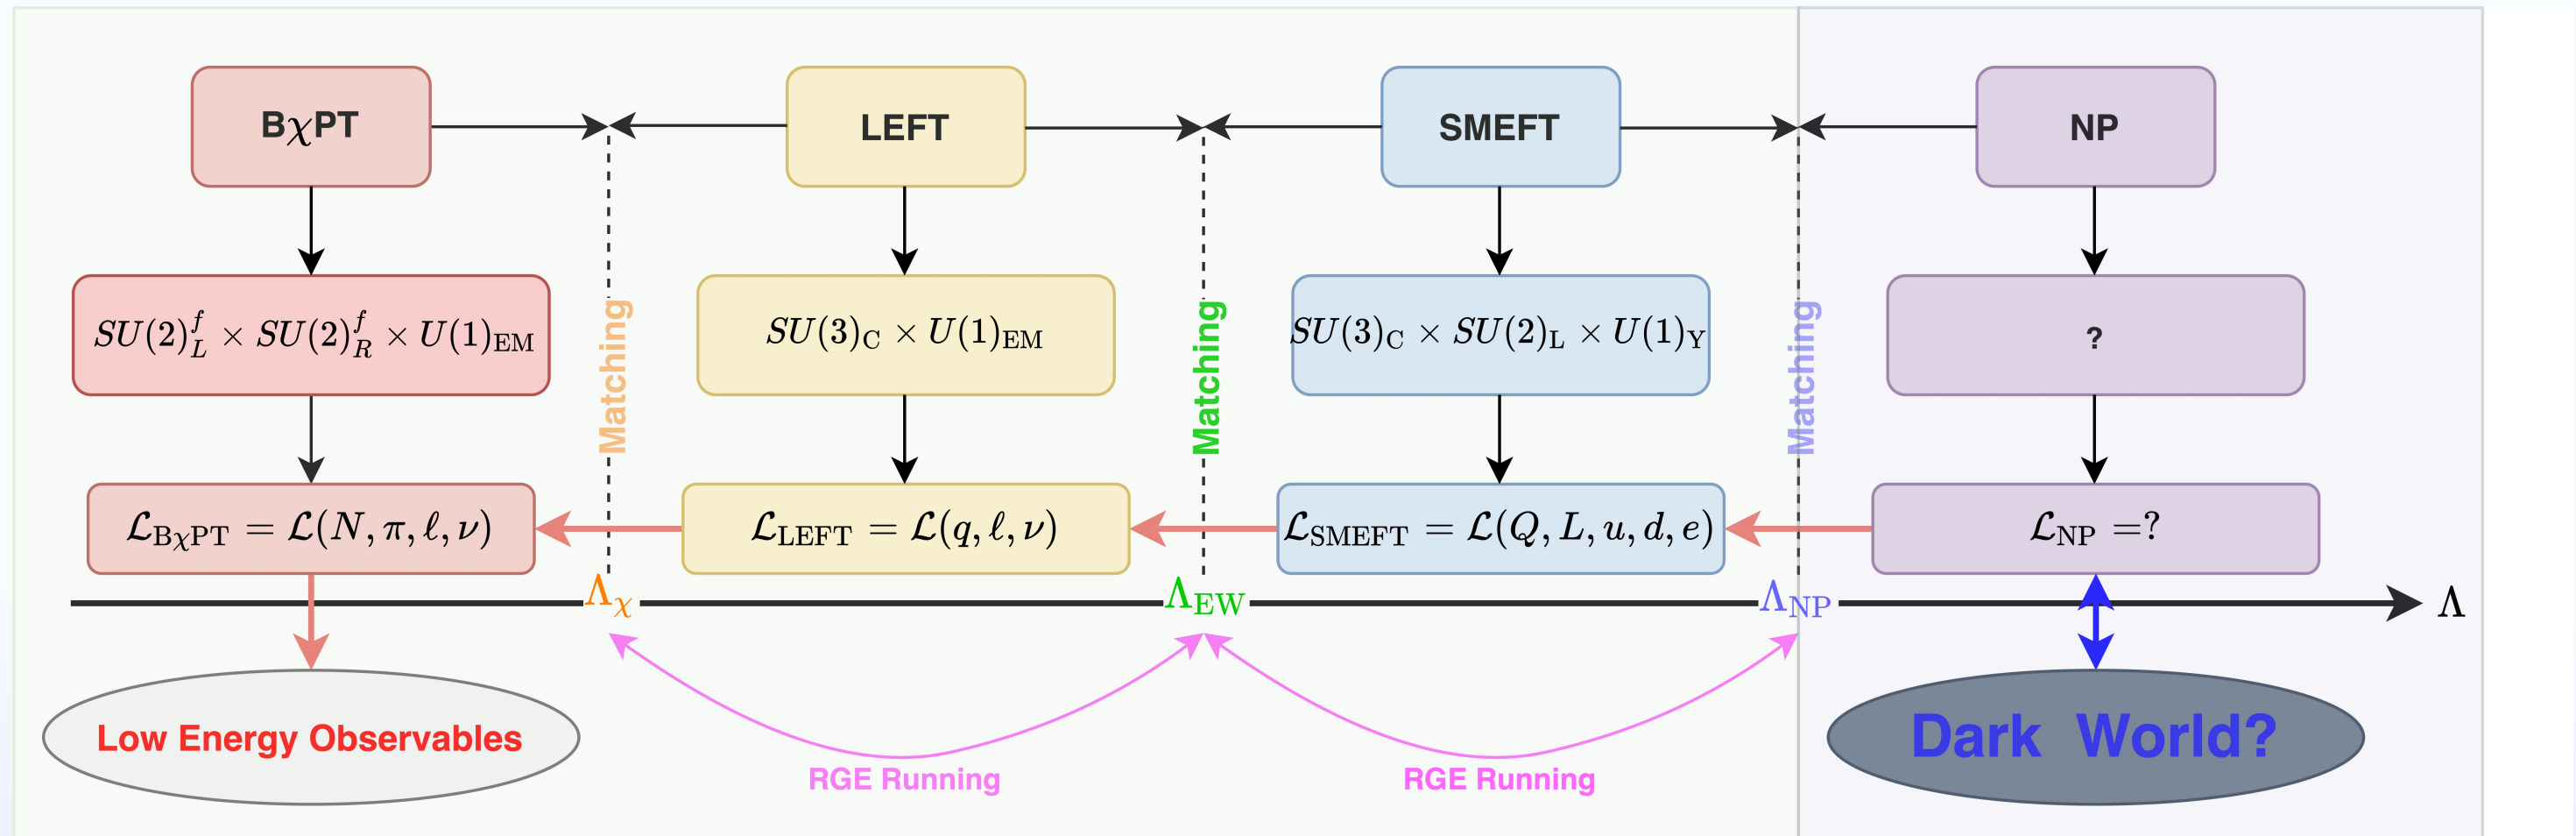 BχPT
LEFT
SMEFT
NP
SU(2)_L^f × SU(2)_R^f × U(1)_EM
Matching
SU(3)_C × U(1)_EM
Matching
SU(3)_C × SU(2)_L × U(1)_Y
Matching
?
ℒ_BχPT = ℒ(N, π, ℓ, ν)
ℒ_LEFT = ℒ(q, ℓ, ν)
ℒ_SMEFT = ℒ(Q, L, u, d, e)
ℒ_NP =?
Λ_χ
Λ_EW
Λ_NP
Λ
Low Energy Observables
RGE Running
RGE Running
Dark World?